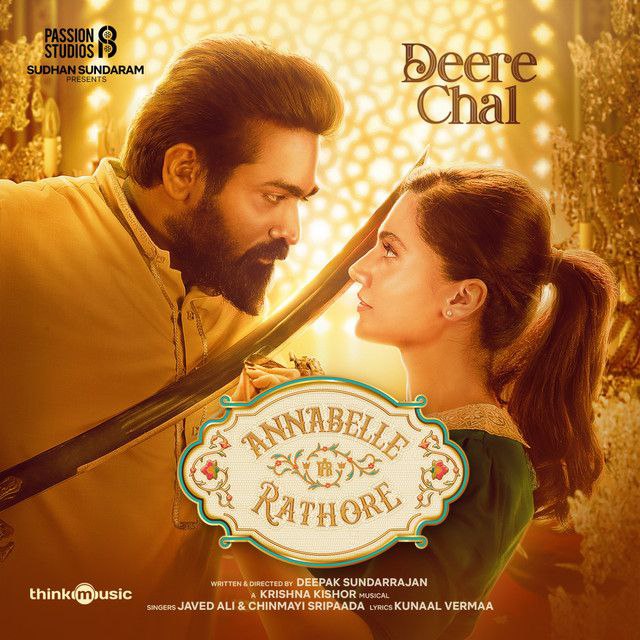 PASSION
STUDIOS
SUDHAN SUNDARAM
PRESENTS
Deere
Chal
ANNABELLE
RATHORE
WRITTEN & DIRECTED BY DEEPAK SUNDARRAJAN
A KRISHNA KISHOR MUSICAL
SINGERS JAVED ALI & CHINMAYI SRIPAADA LYRICS KUNAAL VERMAA
think music